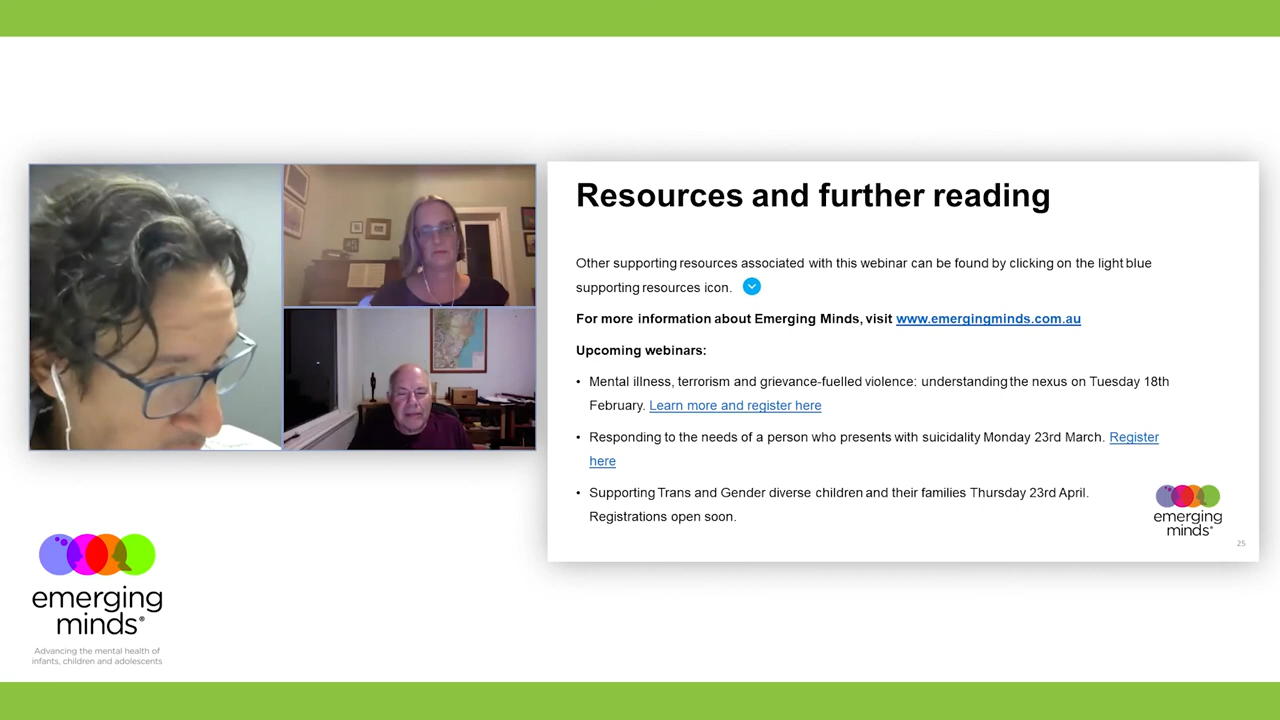 Resources and further reading
Other supporting resources associated with this webinar can be found by clicking on the light blue
supporting resources icon.
For more information about Emerging Minds, visit www.emergingminds.com.au
Upcoming webinars:
• Mental illness, terrorism and grievance-fuelled violence: understanding the nexus on Tuesday 18th
February. Learn more and register here
• Responding to the needs of a person who presents with suicidality Monday 23rd March. Register
here
• Supporting Trans and Gender diverse children and their families Thursday 23rd April.
Registrations open soon.
emerging
minds®
25
emerging
minds®
Advancing the mental health of
infants, children and adolescents